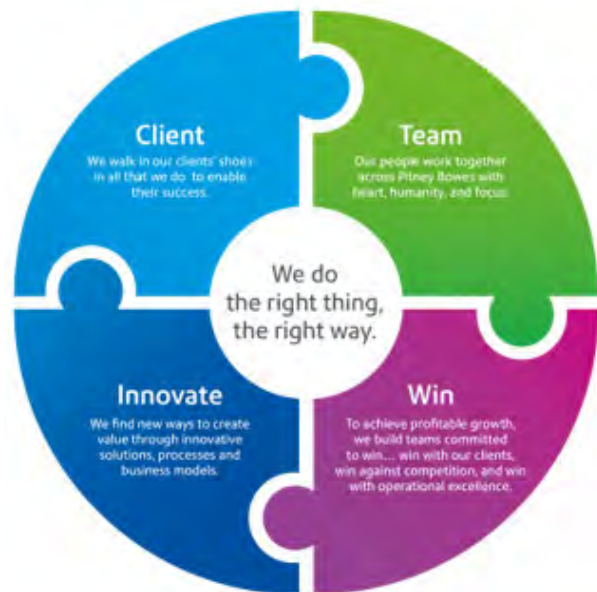 Client
We walk in our clients' shoes
in all that we do to enable
their success.
Team
Our people work together
across Pitney Bowes with
heart, humanity, and focus.
We do
the right thing,
the right way.
Innovate
We find new ways to create
value through innovative
solutions, processes and
business models.
Win
To achieve profitable growth,
we build teams committed
to win... win with our clients,
win against competition, and win
with operational excellence.